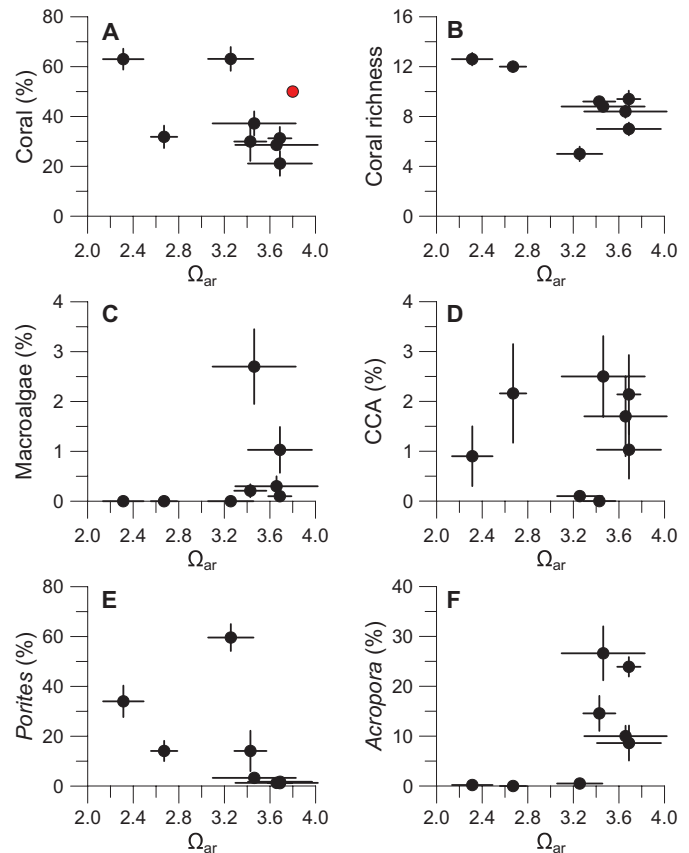 A
Coral (%)
80
60
40
20
0
2.0 2.4 2.8 3.2 3.6 4.0
Ωar
B
Coral richness
16
12
8
4
0
2.0 2.4 2.8 3.2 3.6 4.0
Ωar
C
Macroalgae (%)
4
3
2
1
0
2.0 2.4 2.8 3.2 3.6 4.0
Ωar
D
CCA (%)
4
3
2
1
0
2.0 2.4 2.8 3.2 3.6 4.0
Ωar
E
Porites (%)
80
60
40
20
0
2.0 2.4 2.8 3.2 3.6 4.0
Ωar
F
Acropora (%)
40
30
20
10
0
2.0 2.4 2.8 3.2 3.6 4.0
Ωar